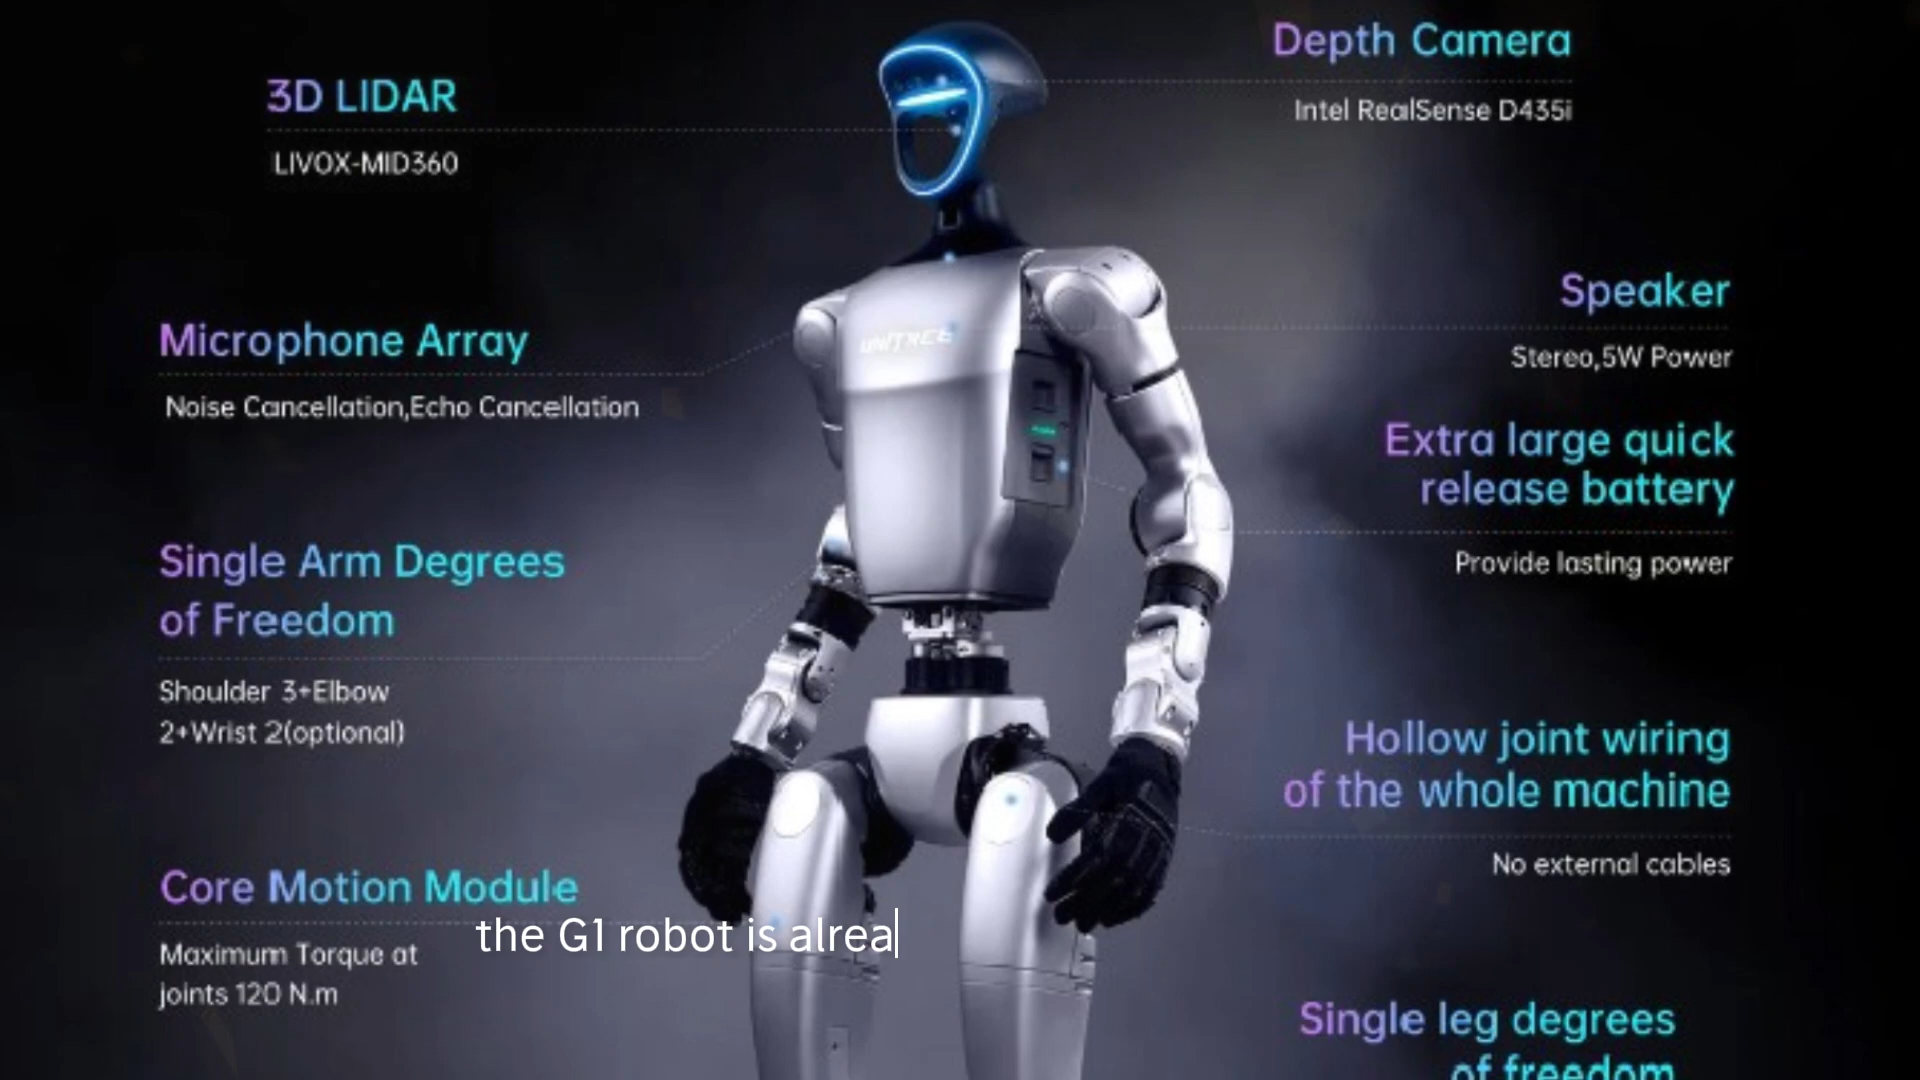 3D LIDAR
LIVOX-MID360
Depth Camera
Intel RealSense D435i
Microphone Array
Noise Cancellation,Echo Cancellation
UNITREE
Speaker
Stereo,5W Power
Extra large quick
release battery
Provide lasting power
Single Arm Degrees
of Freedom
Shoulder 3+Elbow
2+Wrist 2(optional)
Hollow joint wiring
of the whole machine
No external cables
Core Motion Module
Maximum Torque at
joints 120 N.m
the G1 robot is alrea
Single leg degrees
of freedom